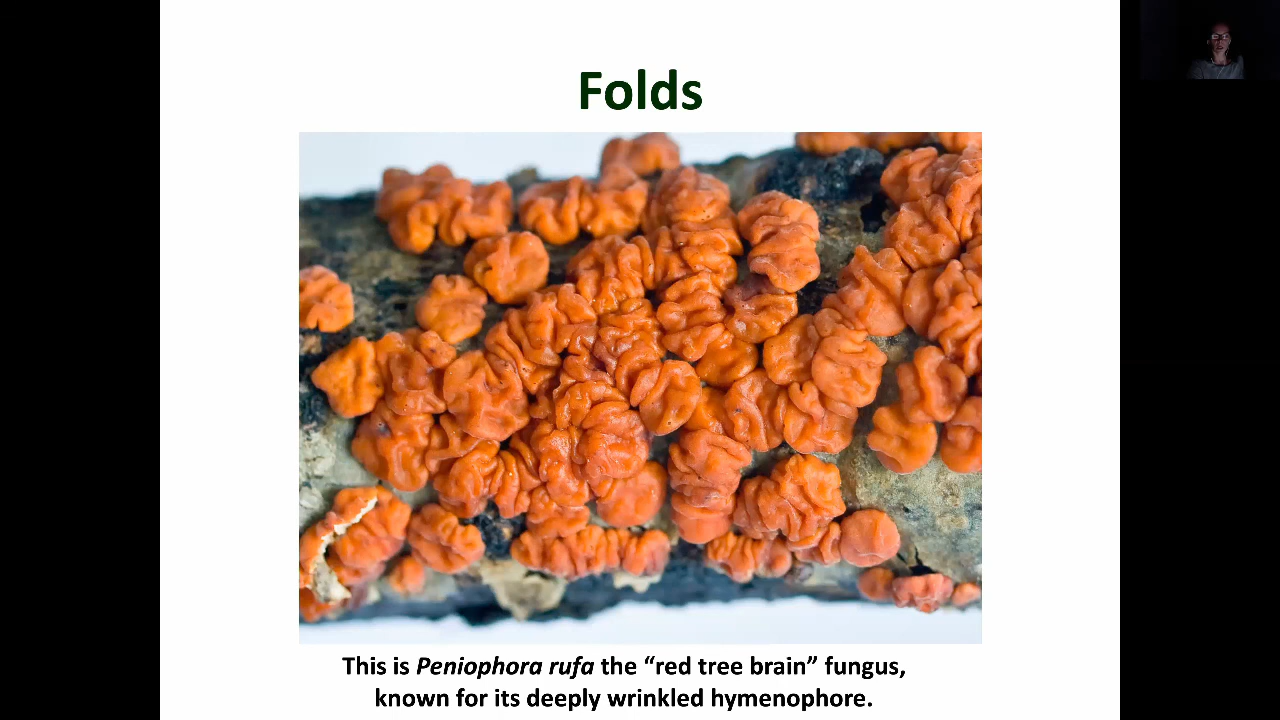 Folds
This is Peniophora rufa the “red tree brain” fungus,
known for its deeply wrinkled hymenophore.